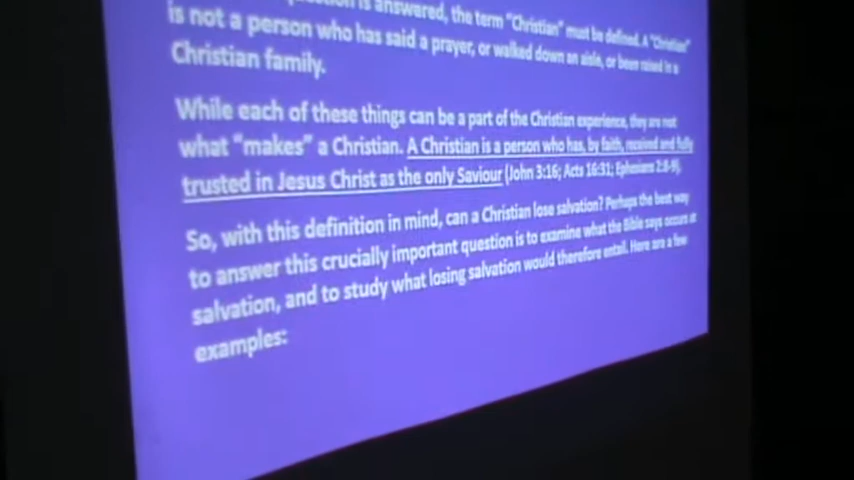 is answered, the term "Christian" must be defined. A "Christian"
is not a person who has said a prayer, or walked down an aisle, or been raised in a
Christian family.
While each of these things can be a part of the Christian experience, they are not
what "makes" a Christian. A Christian is a person who has, by faith, received and fully
trusted in Jesus Christ as the only Saviour (John 3:16; Acts 16:31; Ephesians 2:8-9).
So, with this definition in mind, can a Christian lose salvation? Perhaps the best way
to answer this crucially important question is to examine what the Bible says occurs at
salvation, and to study what losing salvation would therefore entail. Here are a few
examples: